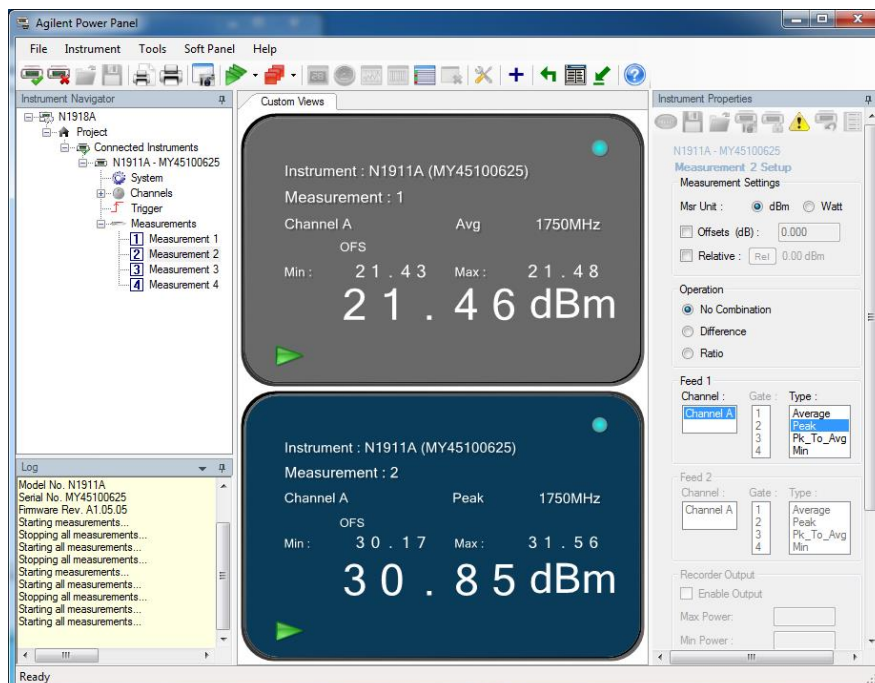 Agilent Power Panel
File Instrument Tools Soft Panel Help
Instrument Navigator
N1918A
Project
Connected Instruments
N1911A - MY45100625
System
Channels
Trigger
Measurements
1 Measurement 1
2 Measurement 2
3 Measurement 3
4 Measurement 4
Log
Model No. N1911A
Serial No. MY45100625
Firmware Rev. A1.05.05
Starting measurements...
Stopping all measurements...
Starting all measurements...
Stopping all measurements...
Starting measurements...
Starting all measurements...
Stopping all measurements...
Starting all measurements...
Starting all measurements...
Custom Views
Instrument : N1911A (MY45100625)
Measurement : 1
Channel A Avg 1750MHz
OFS
Min : 21.43 Max : 21.48
21.46 dBm
Instrument : N1911A (MY45100625)
Measurement : 2
Channel A Peak 1750MHz
OFS
Min : 30.17 Max : 31.56
30.85 dBm
Instrument Properties
N1911A - MY45100625
Measurement 2 Setup
Measurement Settings
Msr Unit : dBm Watt
Offsets (dB) : 0.000
Relative : Rel 0.00 dBm
Operation
No Combination
Difference
Ratio
Feed 1
Channel : Gate : Type :
Channel A 1 Average
2 Peak
3 Pk_To_Avg
4 Min
Feed 2
Channel : Gate : Type :
Channel A 1 Average
2 Peak
3 Pk_To_Avg
4 Min
Recorder Output
Enable Output
Max Power:
Min Power :
Ready